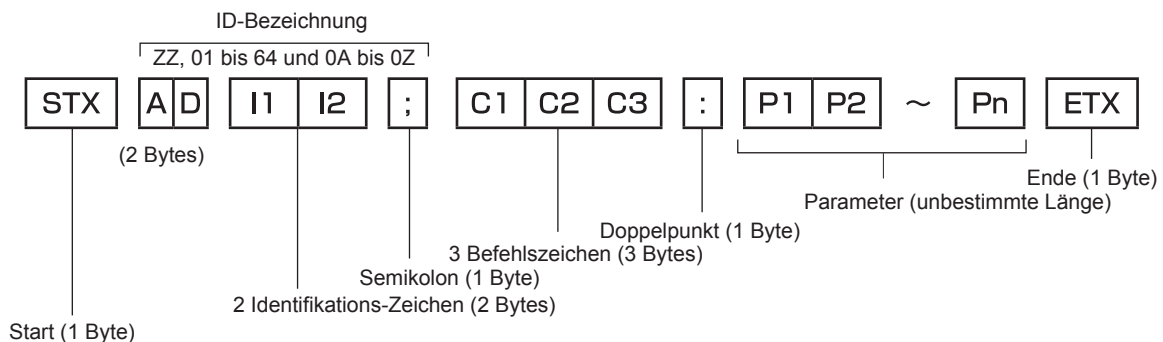 ID-Bezeichnung
ZZ, 01 bis 64 und 0A bis 0Z
STX A D I1 I2 ; C1 C2 C3 : P1 P2 ~ Pn ETX
(2 Bytes)
Ende (1 Byte)
Parameter (unbestimmte Länge)
Doppelpunkt (1 Byte)
3 Befehlszeichen (3 Bytes)
Semikolon (1 Byte)
2 Identifikations-Zeichen (2 Bytes)
Start (1 Byte)